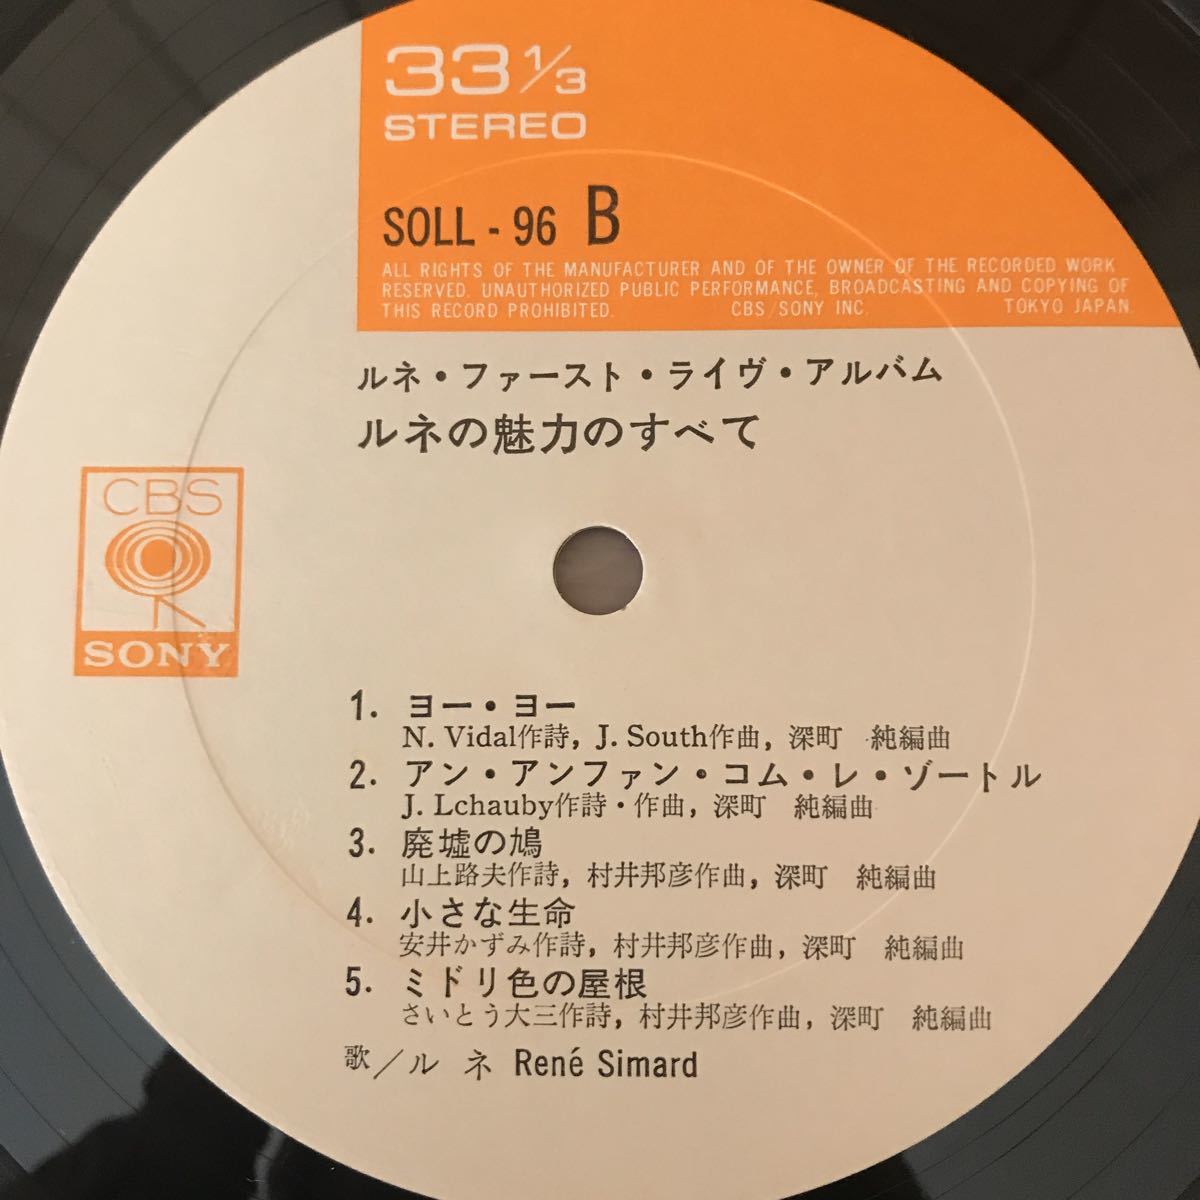 33 1/3
STEREO
SOLL - 96 B
ALL RIGHTS OF THE MANUFACTURER AND OF THE OWNER OF THE RECORDED WORK
RESERVED. UNAUTHORIZED PUBLIC PERFORMANCE, BROADCASTING AND COPYING OF
THIS RECORD PROHIBITED. CBS/SONY INC. TOKYO JAPAN.
ルネ・ファースト・ライヴ・アルバム
ルネの魅力のすべて
CBS
SONY
1. ヨー・ヨー
N. Vidal作詩, J. South作曲, 深町 純編曲
2. アン・アンファン・コム・レ・ゾートル
J. Lchauby作詩・作曲, 深町 純編曲
3. 廃墟の鳩
山上路夫作詩, 村井邦彦作曲, 深町 純編曲
4. 小さな生命
安井かずみ作詩, 村井邦彦作曲, 深町 純編曲
5. ミドリ色の屋根
さいとう大三作詩, 村井邦彦作曲, 深町 純編曲
歌／ルネ René Simard